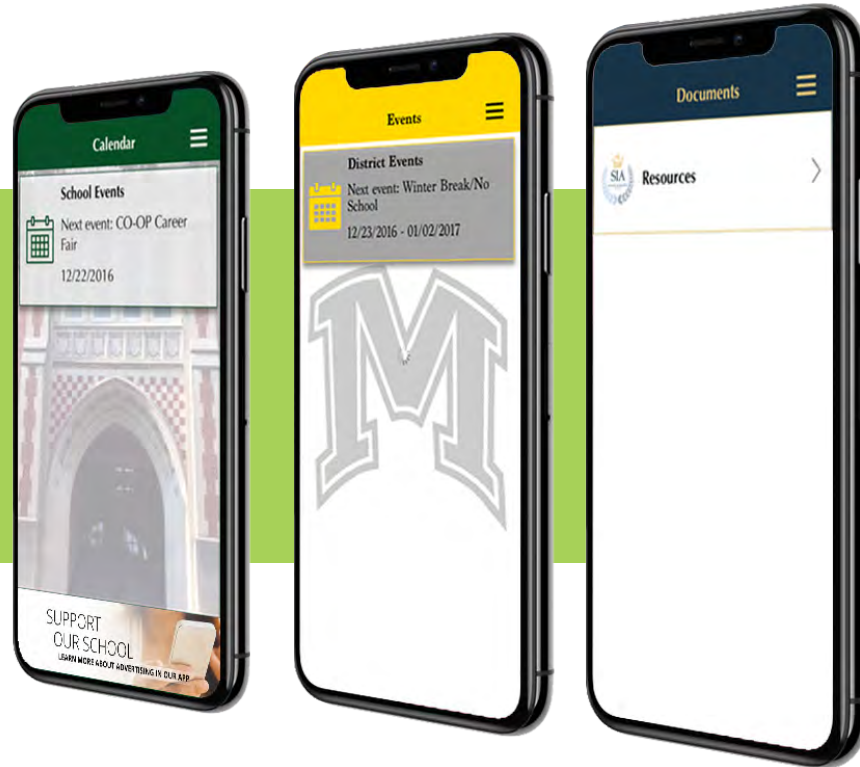 Calendar
School Events
Next event: CO-OP Career
Fair
12/22/2016
SUPPORT
OUR SCHOOL
LEARN MORE ABOUT ADVERTISING IN OUR APP
Events
District Events
Next event: Winter Break/No
School
12/23/2016 - 01/02/2017
M
Documents
SIA
Resources